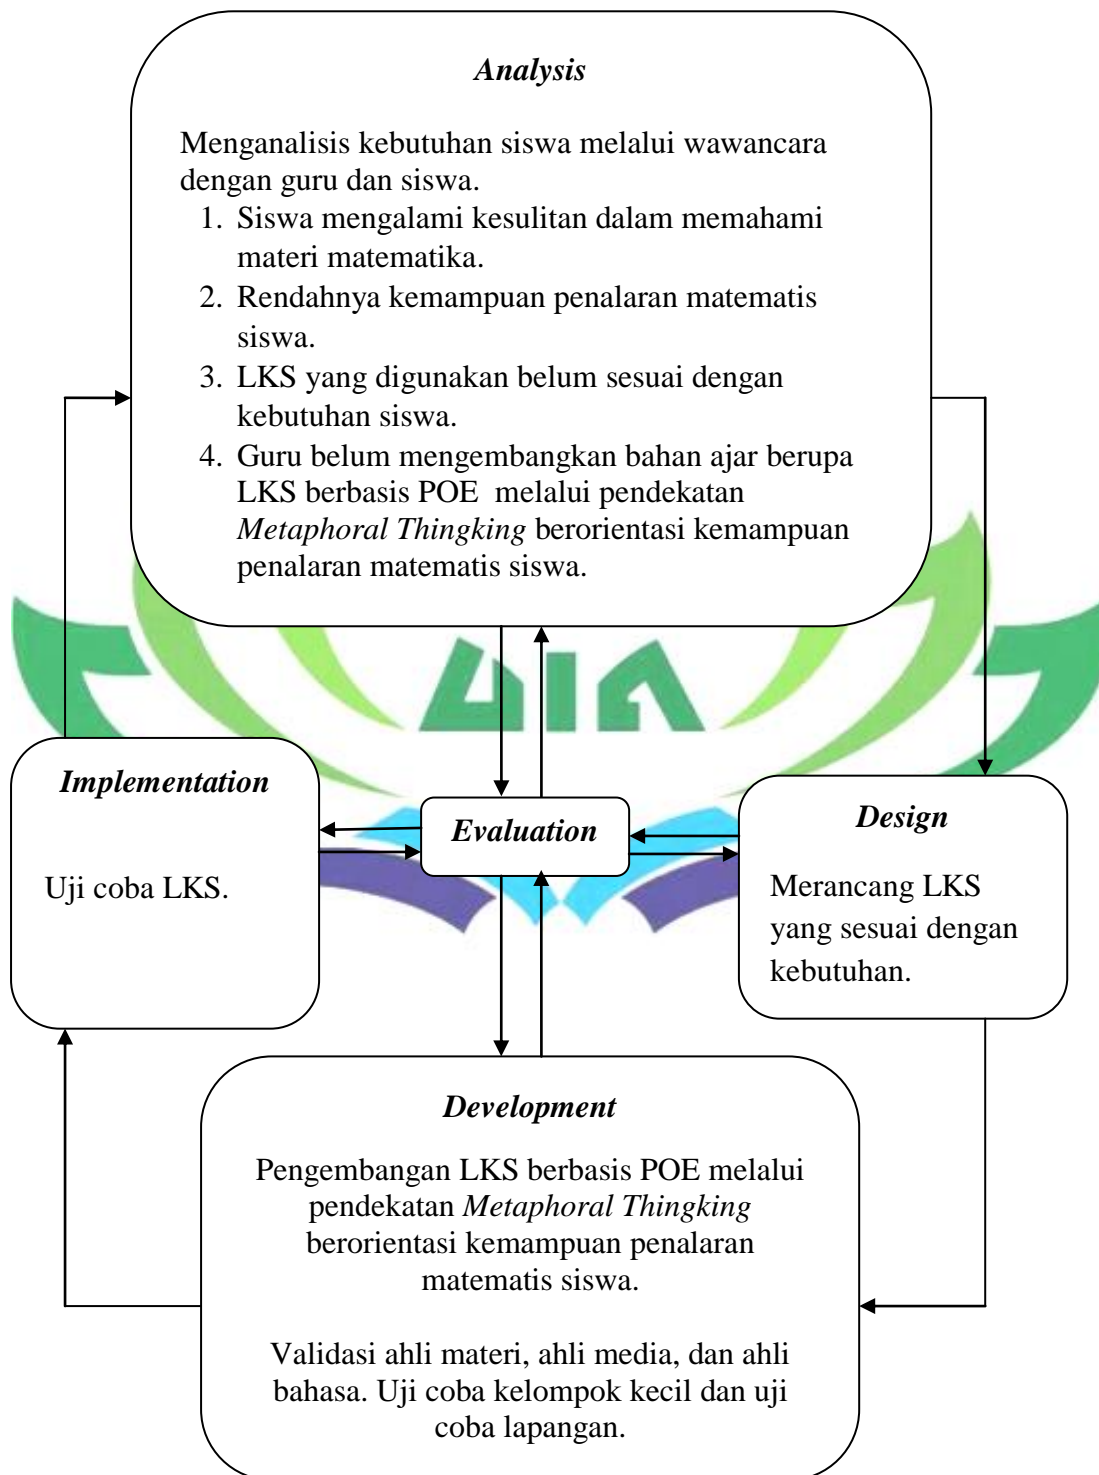 Analysis
Menganalisis kebutuhan siswa melalui wawancara
dengan guru dan siswa.
1. Siswa mengalami kesulitan dalam memahami
materi matematika.
2. Rendahnya kemampuan penalaran matematis
siswa.
3. LKS yang digunakan belum sesuai dengan
kebutuhan siswa.
4. Guru belum mengembangkan bahan ajar berupa
LKS berbasis POE melalui pendekatan
Metaphoral Thingking berorientasi kemampuan
penalaran matematis siswa.
Implementation
Uji coba LKS.
Evaluation
Design
Merancang LKS
yang sesuai dengan
kebutuhan.
Development
Pengembangan LKS berbasis POE melalui
pendekatan Metaphoral Thingking
berorientasi kemampuan penalaran
matematis siswa.
Validasi ahli materi, ahli media, dan ahli
bahasa. Uji coba kelompok kecil dan uji
coba lapangan.